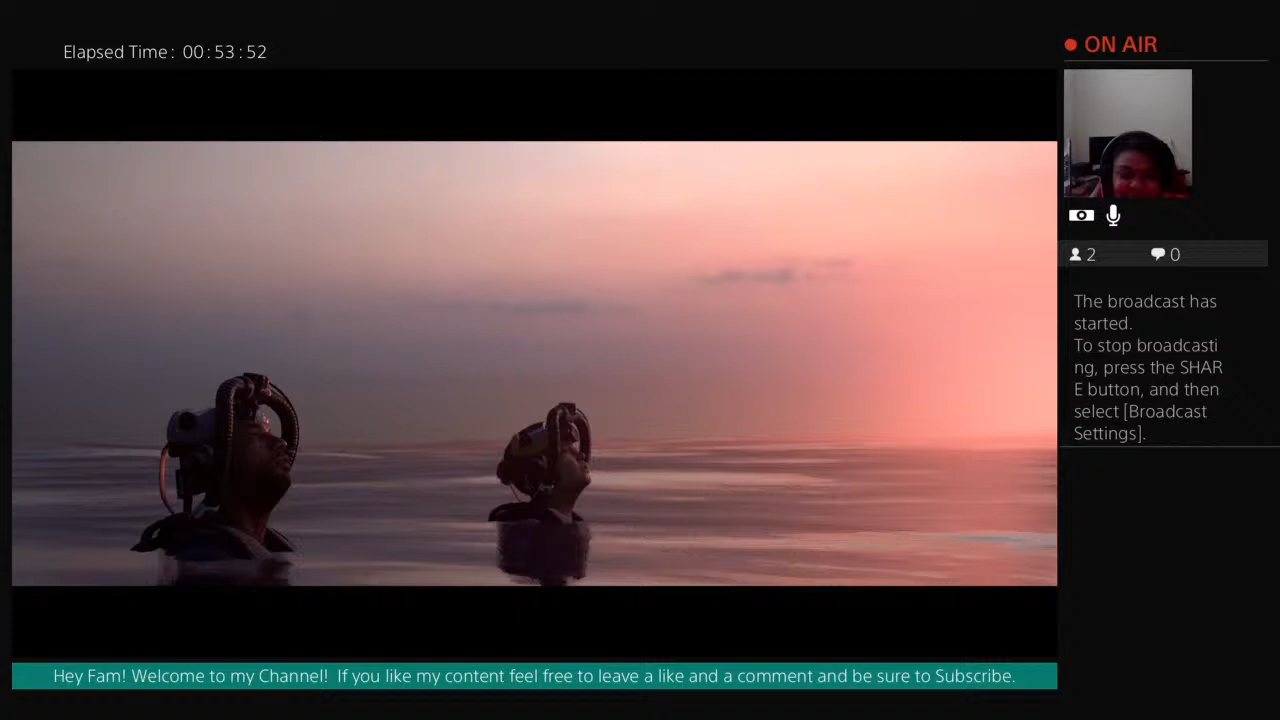 Elapsed Time: 00:53:52
ON AIR
2 0
The broadcast has
started.
To stop broadcasti
ng, press the SHAR
E button, and then
select [Broadcast
Settings].
Hey Fam! Welcome to my Channel! If you like my content feel free to leave a like and a comment and be sure to Subscribe.